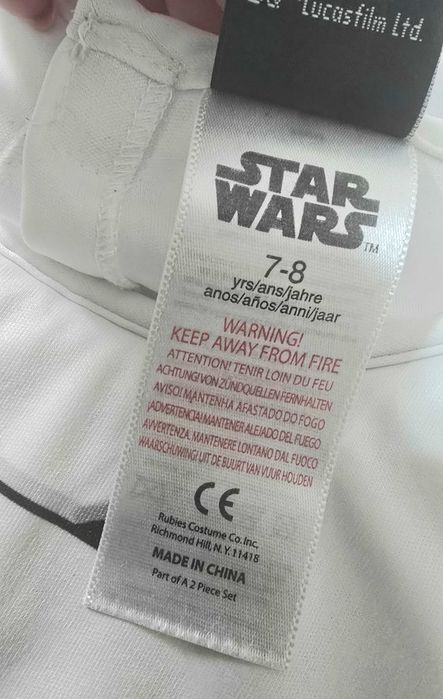 Lucasfilm Ltd.
STAR
WARS
TM
7-8
yrs/ans/jahre
anos/años/anni/jaar
WARNING!
KEEP AWAY FROM FIRE
ATTENTION! TENIR LOIN DU FEU
ACHTUNG! VON ZÜNDQUELLEN FERNHALTEN
AVISO! MANTENHA AFASTADO DO FOGO
¡ADVERTENCIA! MANTENER ALEJADO DEL FUEGO
AVVERTENZA. MANTENERE LONTANO DAL FUOCO
WAARSCHUWING! UIT DE BUURT VAN VUUR HOUDEN
CE
Rubies Costume Co. Inc.
Richmond Hill, N.Y. 11418
MADE IN CHINA
Part of A 2 Piece Set